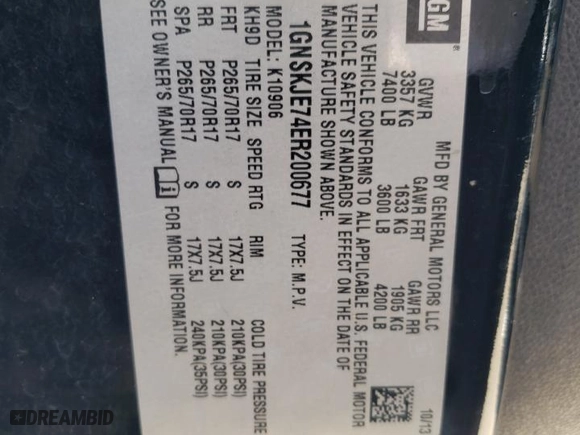 GM ®
MFD BY GENERAL MOTORS LLC 10/13
GVWR GAWR FRT GAWR RR
3357 KG 1633 KG 1905 KG
7400 LB 3600 LB 4200 LB
THIS VEHICLE CONFORMS TO ALL APPLICABLE U.S. FEDERAL MOTOR
VEHICLE SAFETY STANDARDS IN EFFECT ON THE DATE OF
MANUFACTURE SHOWN ABOVE.
1GNSKJE74ER200677 TYPE: M.P.V.
MODEL: K10906
KH9D TIRE SIZE SPEED RTG RIM COLD TIRE PRESSURE
FRT P265/70R17 S 17X7.5J 210KPA(30PSI)
RR P265/70R17 S 17X7.5J 210KPA(30PSI)
SPA P265/70R17 S 17X7.5J 240KPA(35PSI)
SEE OWNER'S MANUAL FOR MORE INFORMATION.
DREAMBID